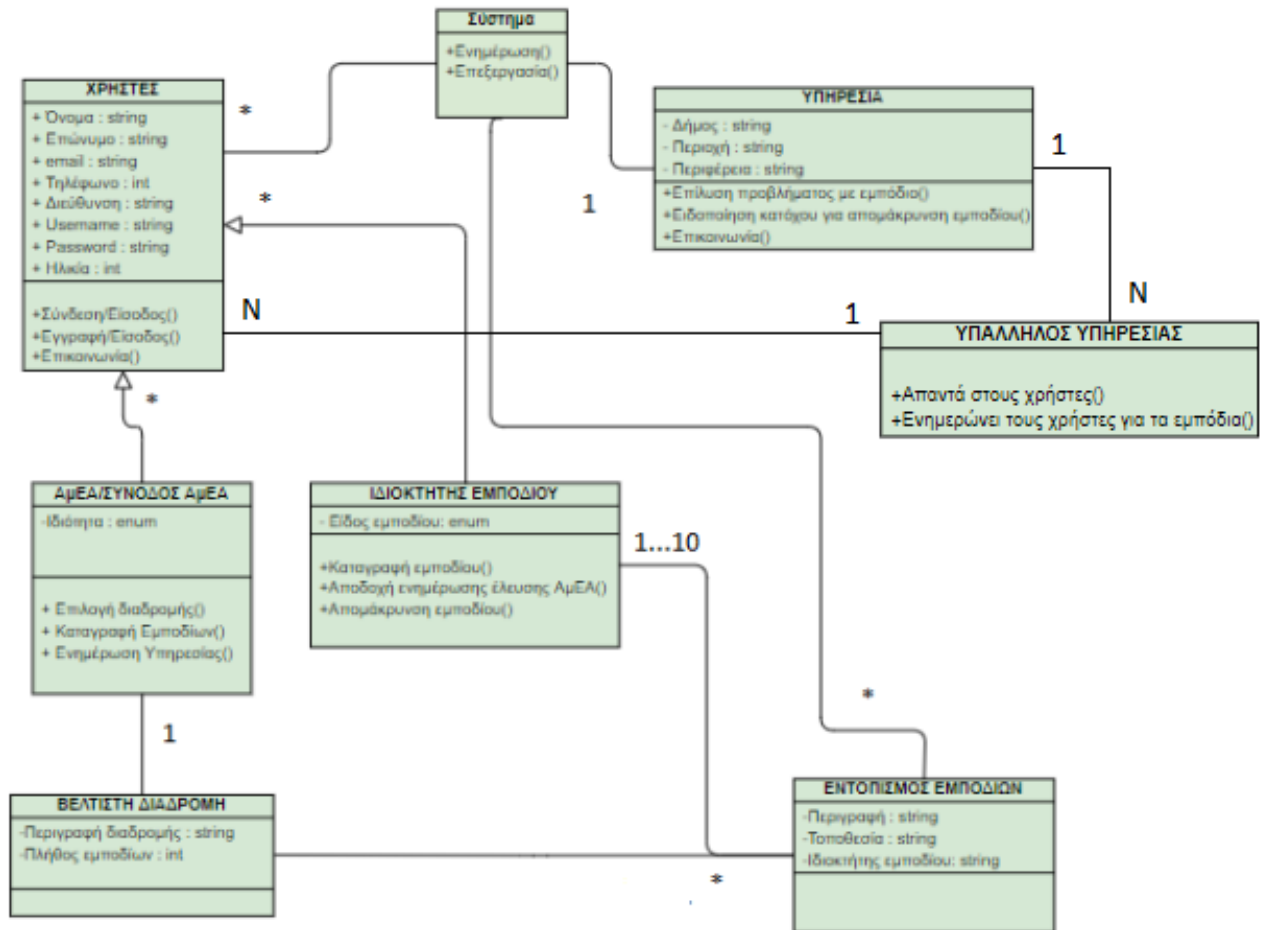 Σύστημα
+Ενημέρωση()
+Επεξεργασία()
ΧΡΗΣΤΕΣ
+ Όνομα : string
+ Επώνυμο : string
+ email : string
+ Τηλέφωνο : int
+ Διεύθυνση : string
+ Username : string
+ Password : string
+ Ηλικία : int
+Σύνδεση/Είσοδος()
+Εγγραφή/Είσοδος()
+Επικοινωνία()
*
*
ΥΠΗΡΕΣΙΑ
- Δήμος : string
- Περιοχή : string
- Περιφέρεια : string
+Επίλυση προβλήματος με εμπόδιο()
+Ειδοποίηση κατόχου για απομάκρυνση εμποδίου()
+Επικοινωνία()
1
1
N
N
1
ΥΠΑΛΛΗΛΟΣ ΥΠΗΡΕΣΙΑΣ
+Απαντά στους χρήστες()
+Ενημερώνει τους χρήστες για τα εμπόδια()
*
ΑμΕΑ/ΣΥΝΟΔΟΣ ΑμΕΑ
-Ιδιότητα : enum
+ Επιλογή διαδρομής()
+ Καταγραφή Εμποδίων()
+ Ενημέρωση Υπηρεσίας()
ΙΔΙΟΚΤΗΤΗΣ ΕΜΠΟΔΙΟΥ
- Είδος εμποδίου: enum
+Καταγραφή εμποδίου()
+Αποδοχή ενημέρωσης έλευσης ΑμΕΑ()
+Απομάκρυνση εμποδίου()
1...10
*
1
ΒΕΛΤΙΣΤΗ ΔΙΑΔΡΟΜΗ
-Περιγραφή διαδρομής : string
-Πλήθος εμποδίων : int
*
ΕΝΤΟΠΙΣΜΟΣ ΕΜΠΟΔΙΩΝ
-Περιγραφή : string
-Τοποθεσία : string
-Ιδιοκτήτης εμποδίου: string